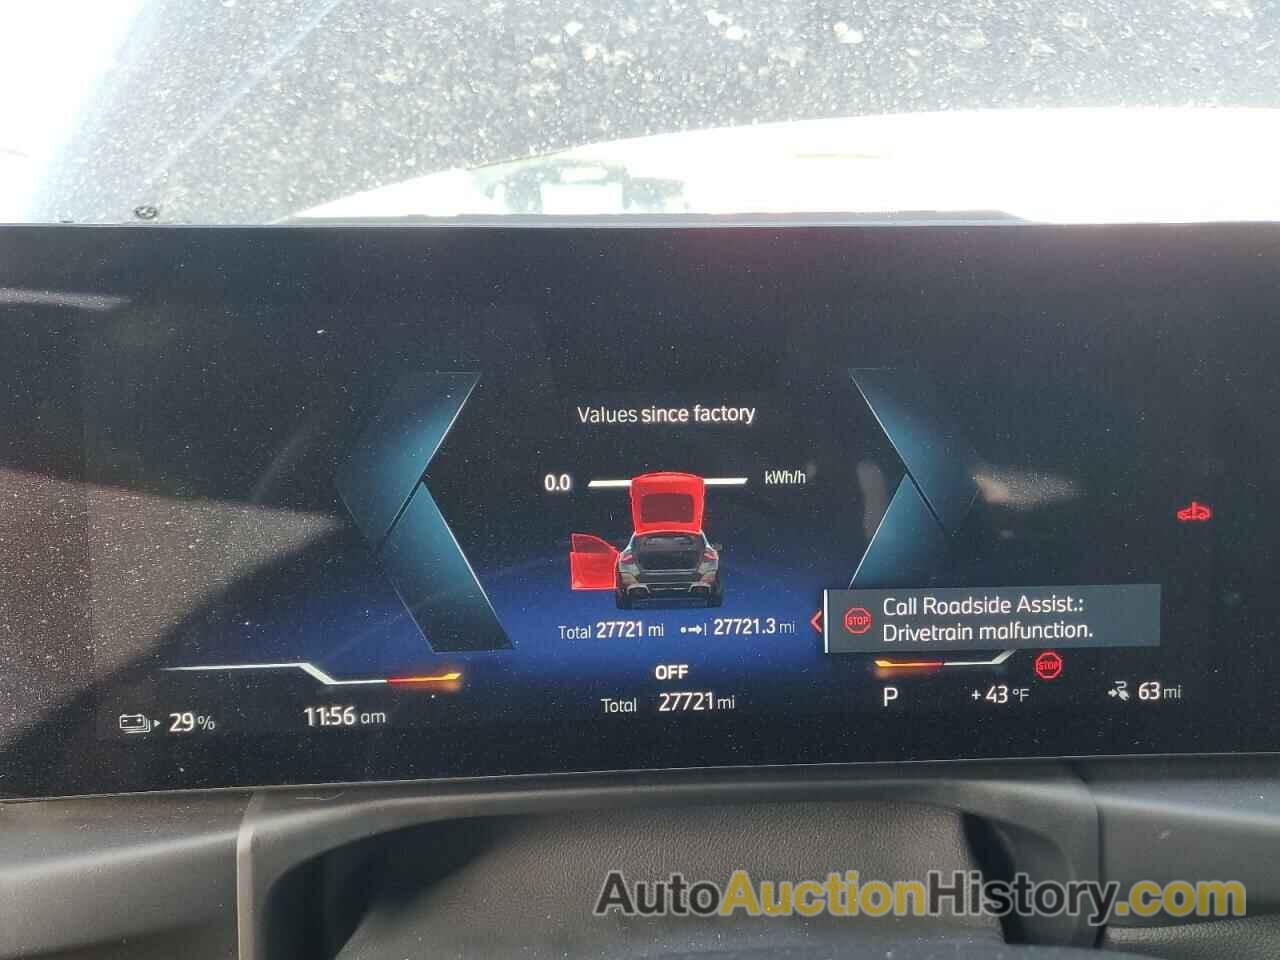 Values since factory
0.0 kWh/h
Total 27721 mi 27721.3 mi
STOP Call Roadside Assist.:
Drivetrain malfunction.
OFF
STOP
Total 27721 mi
29 %
11:56 am
P
+ 43 °F
63 mi
AutoAuctionHistory.com